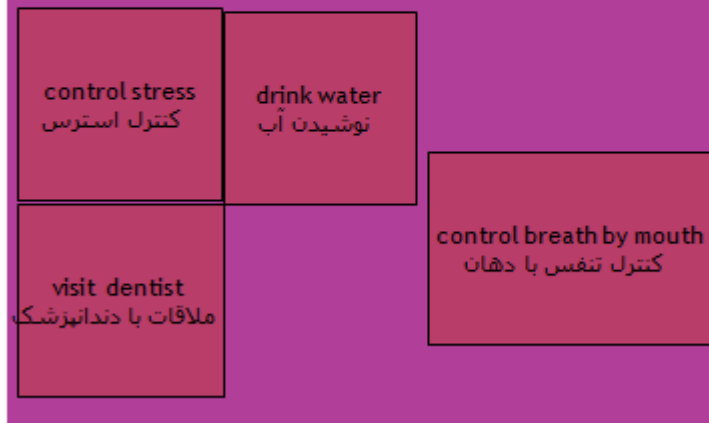 control stress
کنترل استرس
drink water
نوشیدن آب
control breath by mouth
کنترل تنفس با دهان
visit dentist
ملاقات با دندانپزشک